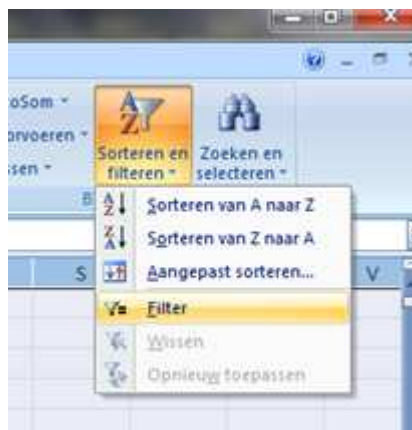 oSom
orvoeren
sen
Sorteren en
filteren
Zoeken en
selecteren
B
Sorteren van A naar Z
Sorteren van Z naar A
Aangepast sorteren...
Filter
Wissen
Opnieuw toepassen
S
V